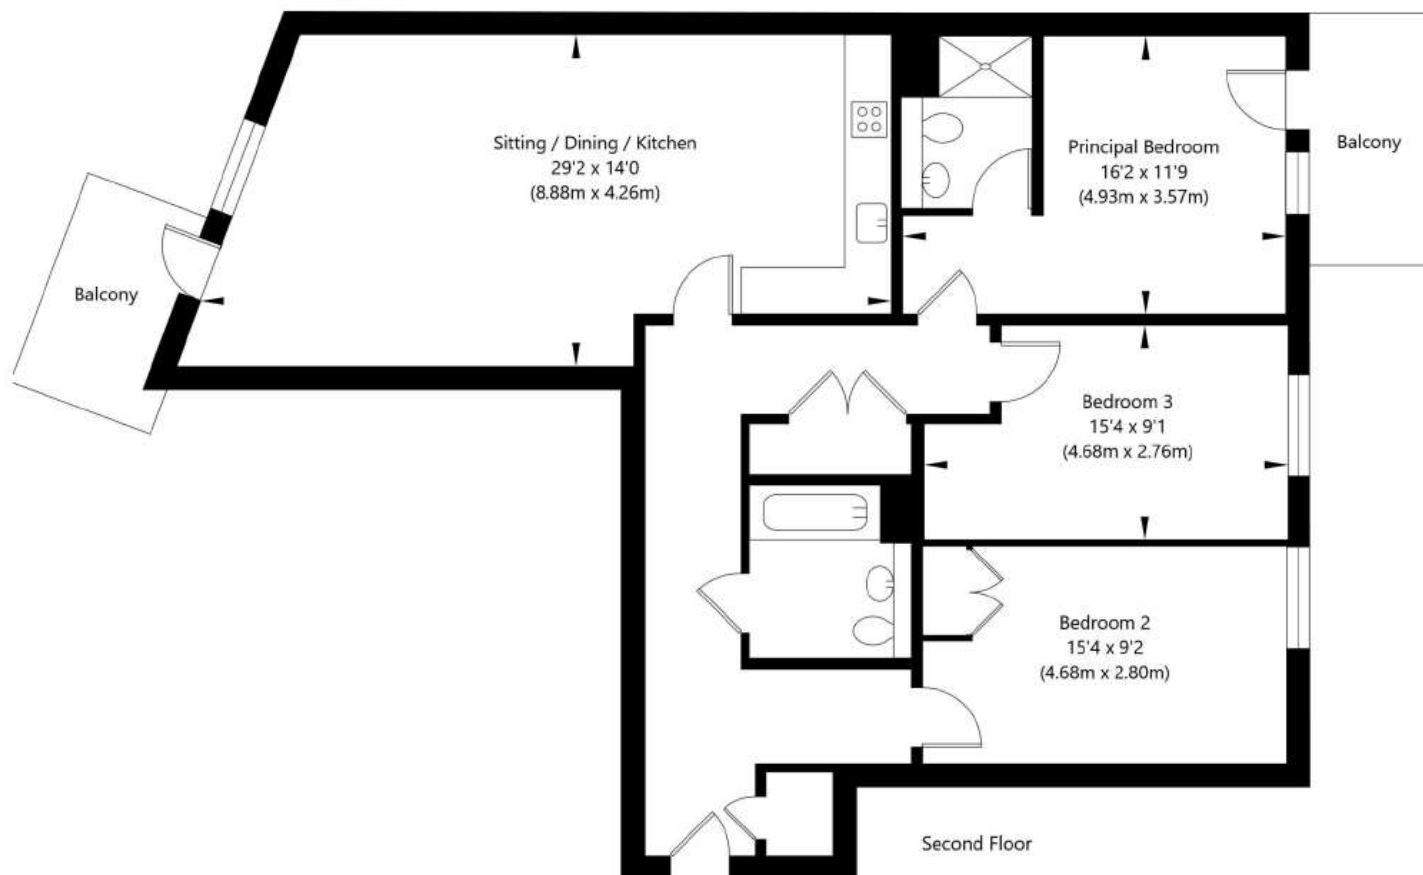 Sitting / Dining / Kitchen
29'2 x 14'0
(8.88m x 4.26m)
Principal Bedroom
16'2 x 11'9
(4.93m x 3.57m)
Balcony
Balcony
Bedroom 3
15'4 x 9'1
(4.68m x 2.76m)
Bedroom 2
15'4 x 9'2
(4.68m x 2.80m)
Second Floor